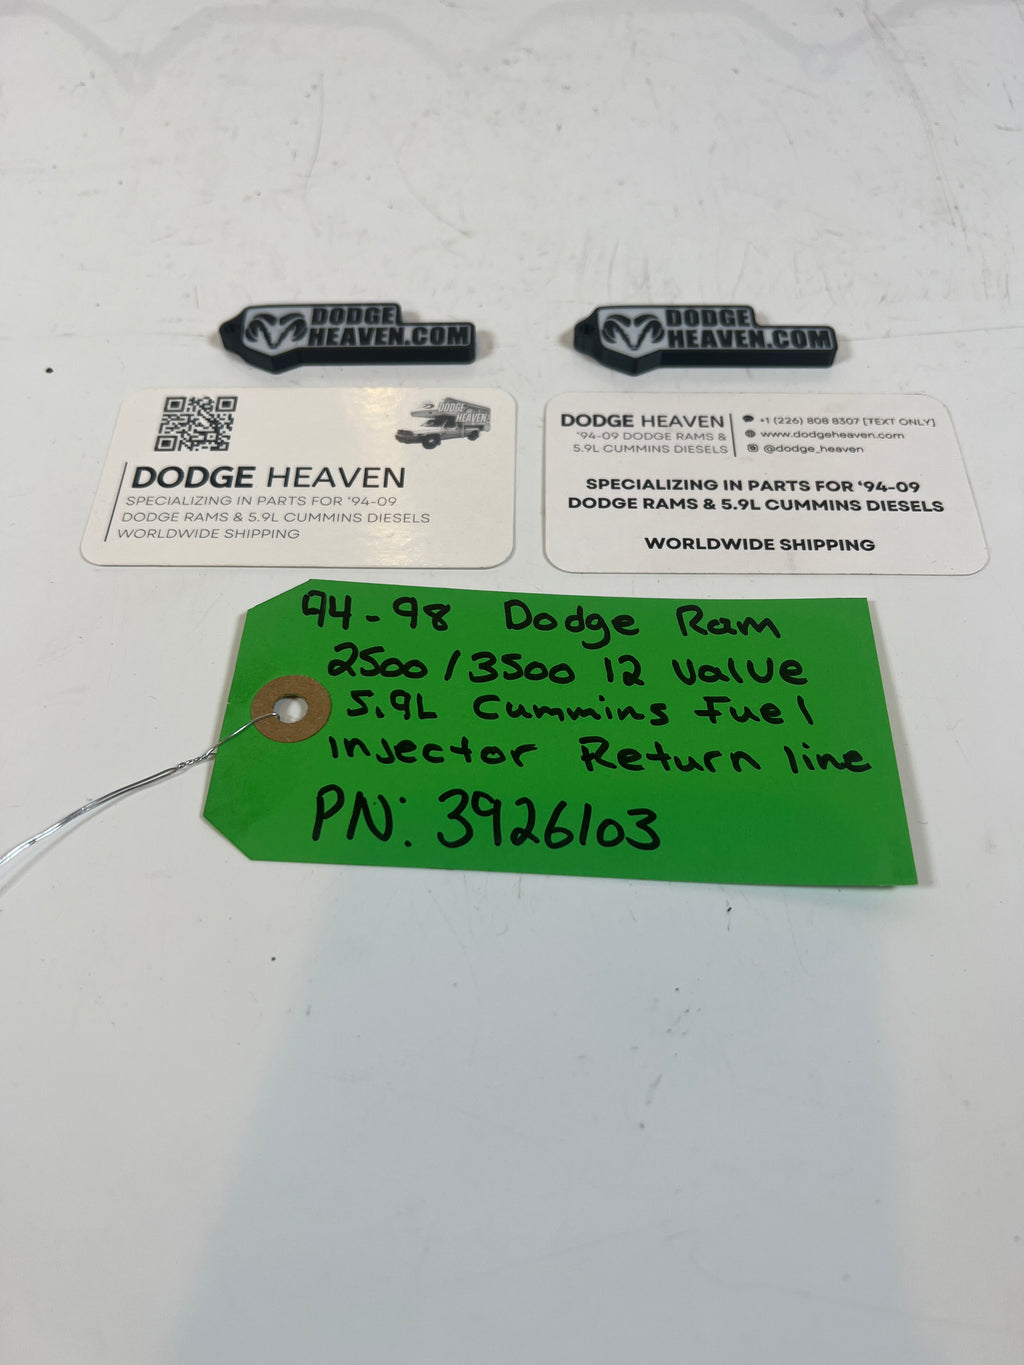 DODGE
HEAVEN.COM
DODGE
HEAVEN.COM
DODGE
HEAVEN
DODGE HEAVEN
SPECIALIZING IN PARTS FOR '94-09
DODGE RAMS & 5.9L CUMMINS DIESELS
WORLDWIDE SHIPPING
DODGE HEAVEN
'94-09 DODGE RAMS &
5.9L CUMMINS DIESELS
+1 (226) 808 8307 [TEXT ONLY]
www.dodgeheaven.com
@dodge_heaven
SPECIALIZING IN PARTS FOR '94-09
DODGE RAMS & 5.9L CUMMINS DIESELS
WORLDWIDE SHIPPING
94-98 Dodge Ram
2500/3500 12 Valve
5.9L Cummins Fuel
injector Return line
PN: 3926103